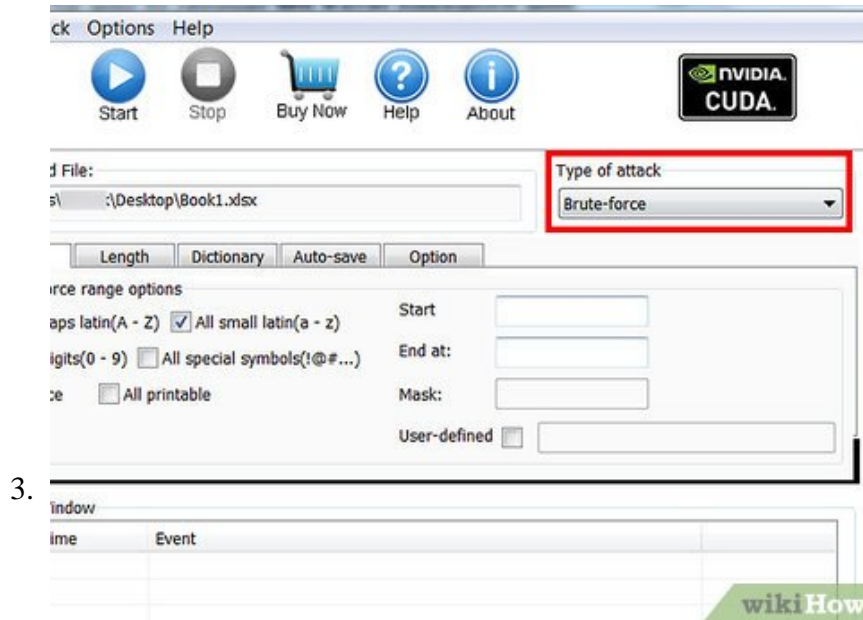 ck Options Help
Start Stop Buy Now Help About
NVIDIA.
CUDA.
d File:
Type of attack
s\ :\Desktop\Book1.xlsx
Brute-force
Length Dictionary Auto-save Option
rce range options
aps latin(A - Z) All small latin(a - z)
Start
igits(0 - 9) All special symbols(!@#...)
End at:
ce All printable
Mask:
User-defined
3.
indow
ime Event
wikiHow